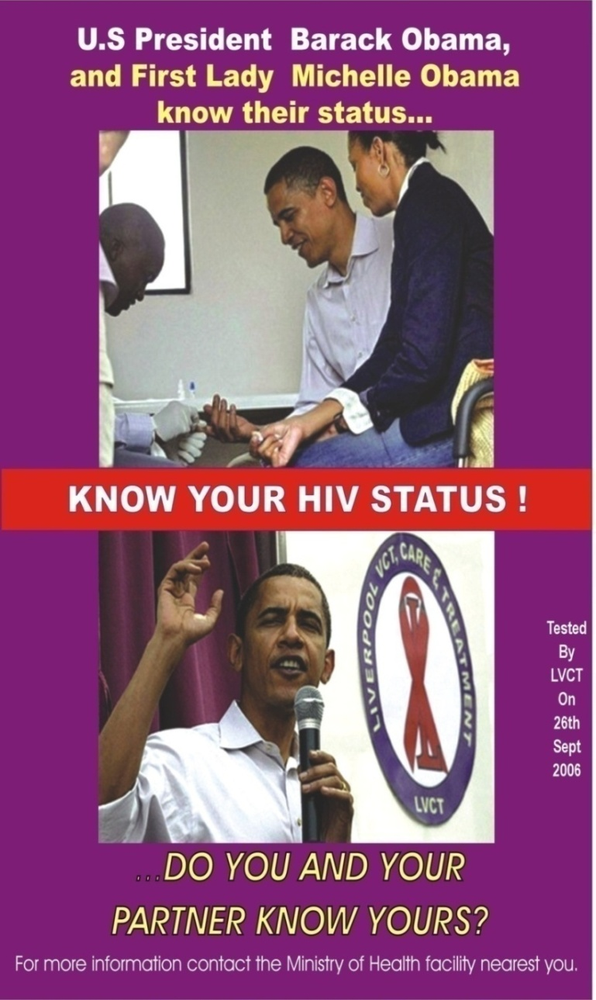 U.S President Barack Obama,
and First Lady Michelle Obama
know their status...
KNOW YOUR HIV STATUS !
LIVERPOOL VCT, CARE & TREATMENT
LVCT
Tested
By
LVCT
On
26th
Sept
2006
...DO YOU AND YOUR
PARTNER KNOW YOURS?
For more information contact the Ministry of Health facility nearest you.